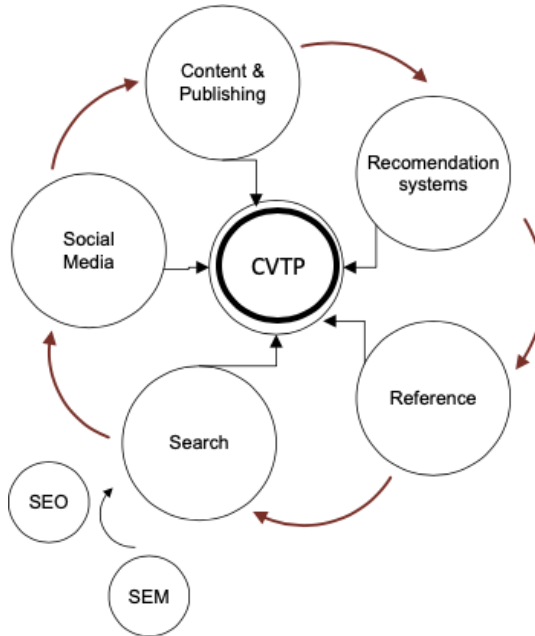 Content &
Publishing
Recomendation
systems
Social
Media
CVTP
Reference
Search
SEO
SEM